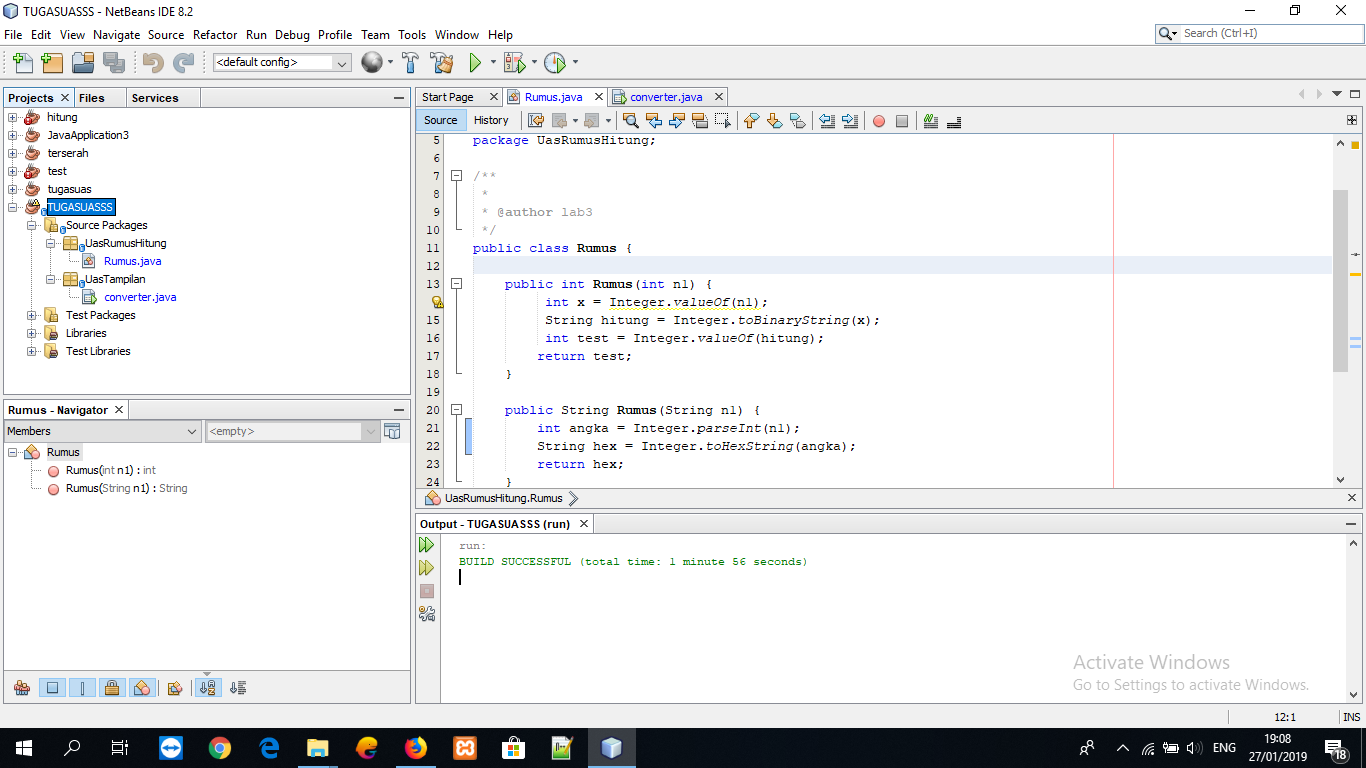 TUGASUASSS - NetBeans IDE 8.2
File Edit View Navigate Source Refactor Run Debug Profile Team Tools Window Help
Search (Ctrl+I)
<default config>
Projects Files Services
hitung
JavaApplication3
terserah
test
tugasuas
TUGASUASSS
Source Packages
UasRumusHitung
Rumus.java
UasTampilan
converter.java
Test Packages
Libraries
Test Libraries
Rumus - Navigator
Members <empty>
Rumus
Rumus(int n1) : int
Rumus(String n1) : String
Start Page Rumus.java converter.java
Source History
5 package UasRumusHitung;
6
7 /**
8 *
9 * @author lab3
10 */
11 public class Rumus {
12
13 public int Rumus(int n1) {
int x = Integer.valueOf(n1);
15 String hitung = Integer.toBinaryString(x);
16 int test = Integer.valueOf(hitung);
17 return test;
18 }
19
20 public String Rumus(String n1) {
21 int angka = Integer.parseInt(n1);
22 String hex = Integer.toHexString(angka);
23 return hex;
24 }
UasRumusHitung.Rumus
Output - TUGASUASSS (run)
run:
BUILD SUCCESSFUL (total time: 1 minute 56 seconds)
Activate Windows
Go to Settings to activate Windows.
12:1 INS
ENG
19:08
27/01/2019
18